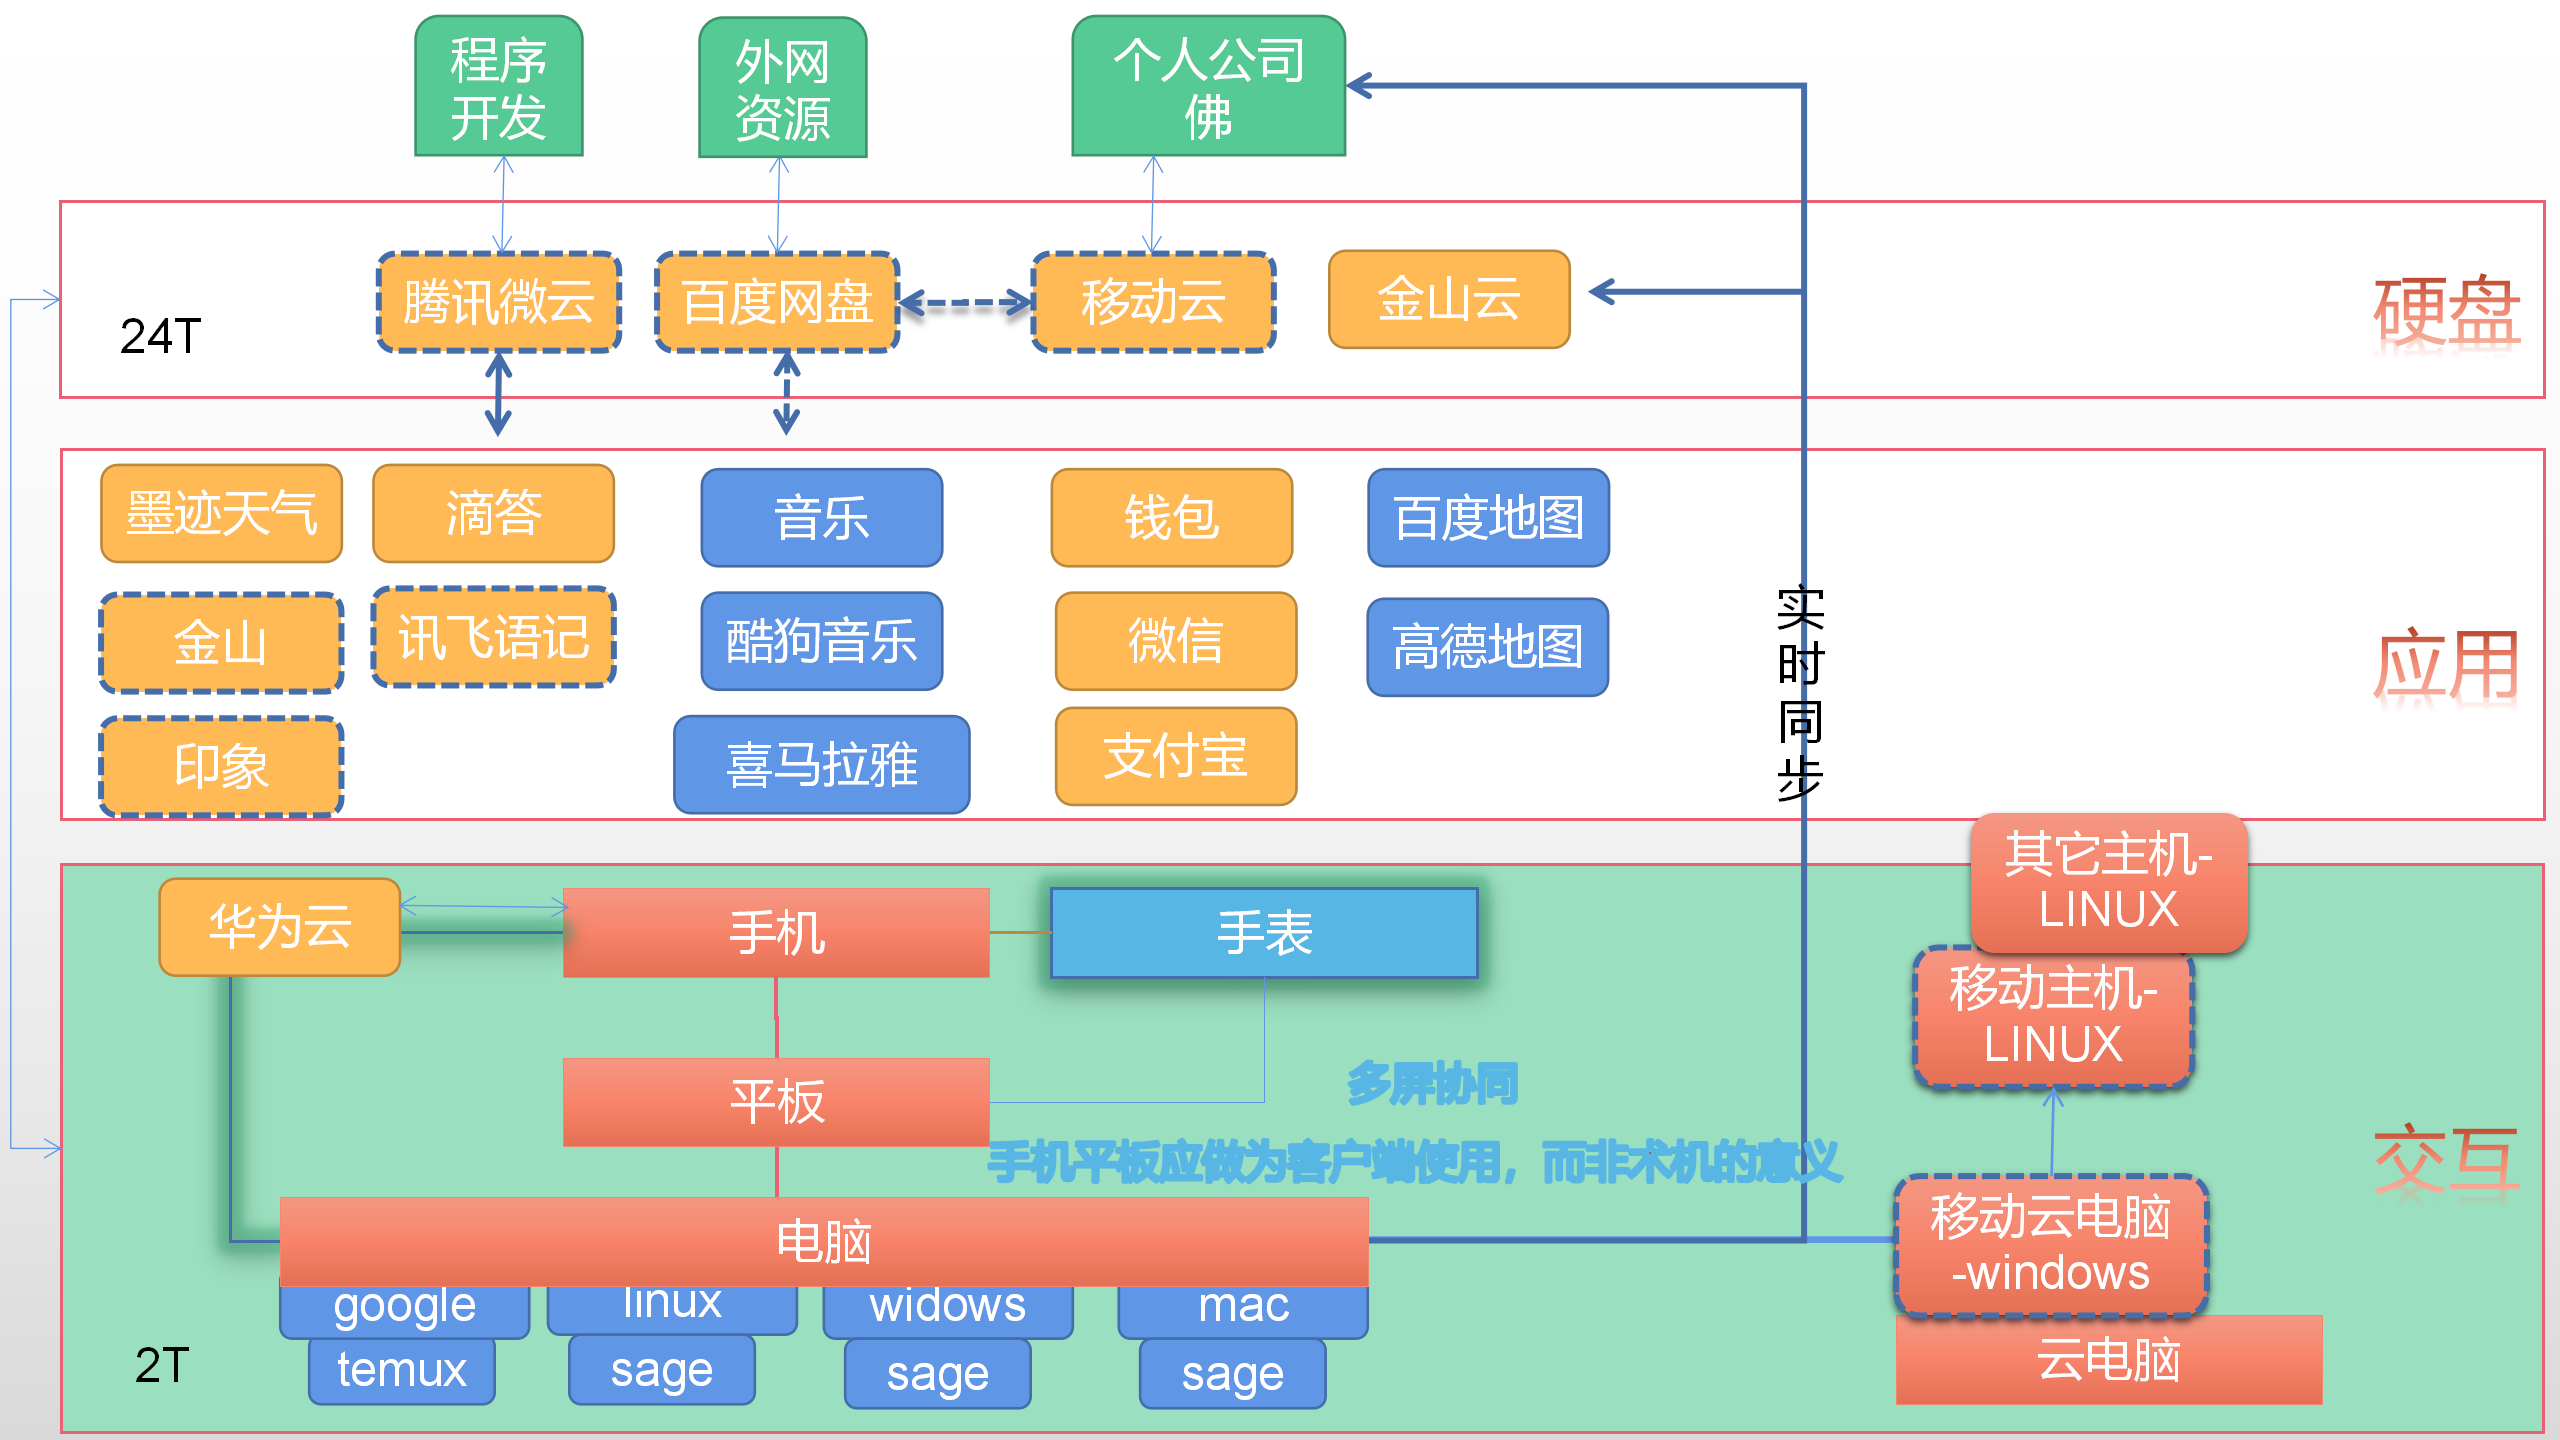 程序
开发
外网
资源
个人公司
佛
24T
腾讯微云
百度网盘
移动云
金山云
硬盘
墨迹天气
滴答
音乐
钱包
百度地图
金山
讯飞语记
酷狗音乐
微信
高德地图
印象
喜马拉雅
支付宝
实
时
同
步
应用
其它主机-
LINUX
华为云
手机
手表
移动主机-
LINUX
平板
多屏协同
手机平板应做为客户端使用，而非术机的意义
交互
电脑
移动云电脑
-windows
google
linux
widows
mac
2T
temux
sage
sage
sage
云电脑